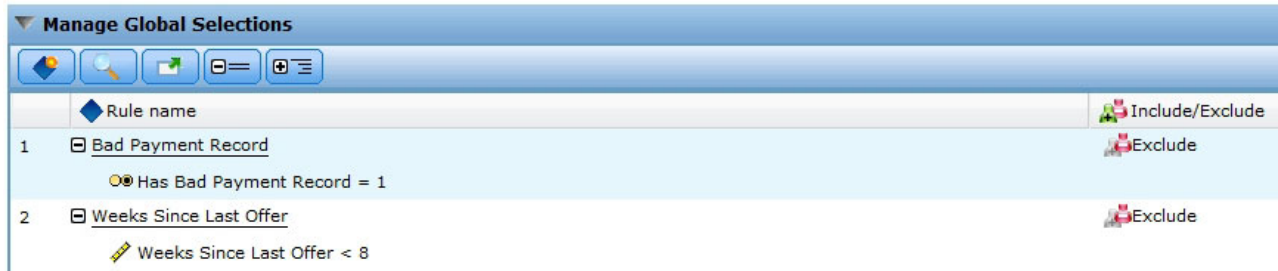 Manage Global Selections
Rule name Include/Exclude
1 Bad Payment Record Exclude
Has Bad Payment Record = 1
2 Weeks Since Last Offer Exclude
Weeks Since Last Offer < 8